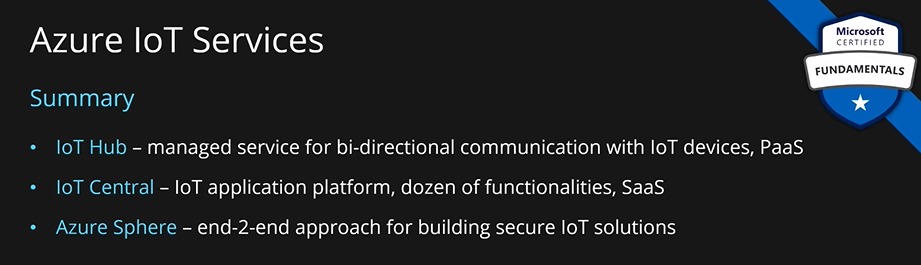 Azure IoT Services
Summary
• IoT Hub – managed service for bi-directional communication with IoT devices, PaaS
• IoT Central – IoT application platform, dozen of functionalities, SaaS
• Azure Sphere – end-2-end approach for building secure IoT solutions
Microsoft
CERTIFIED
FUNDAMENTALS